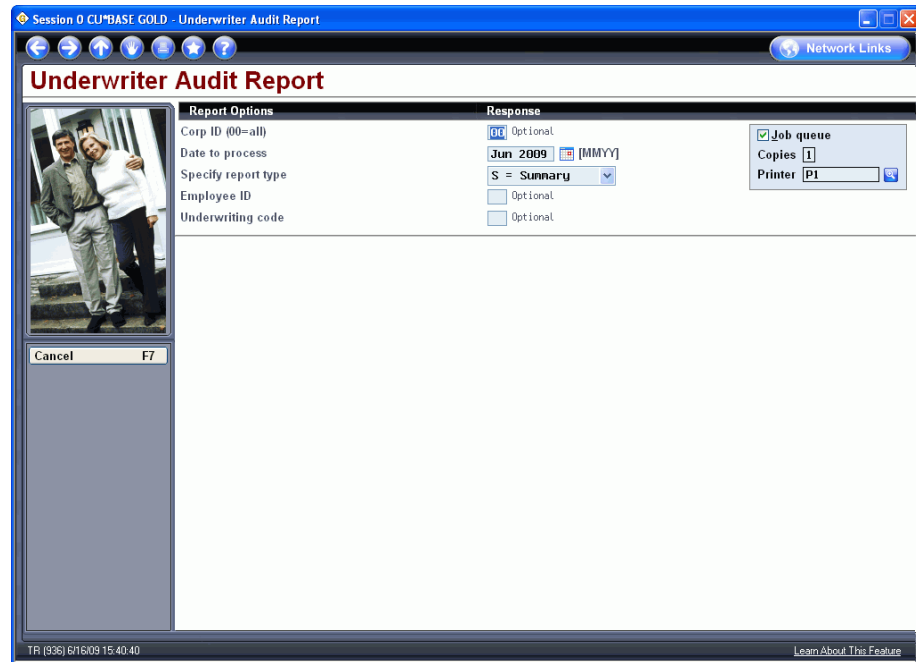 Session 0 CU*BASE GOLD - Underwriter Audit Report
Network Links
Underwriter Audit Report
Report Options Response
Corp ID (00=all) 00 Optional
Job queue
Date to process Jun 2009 [MMYY]
Copies 1
Specify report type S = Summary
Printer P1
Employee ID Optional
Underwriting code Optional
Cancel F7
TR (936) 6/16/09 15:40:40 Learn About This Feature